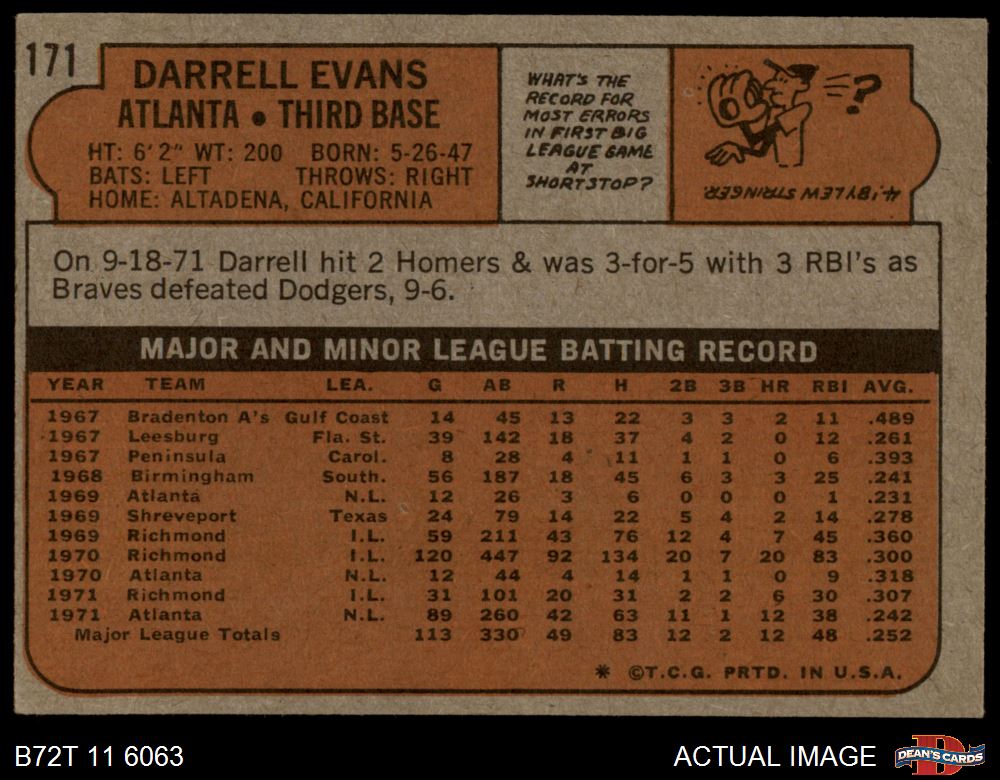 171
DARRELL EVANS
ATLANTA • THIRD BASE
HT: 6'2" WT: 200 BORN: 5-26-47
BATS: LEFT THROWS: RIGHT
HOME: ALTADENA, CALIFORNIA
WHAT'S THE
RECORD FOR
MOST ERRORS
IN FIRST BIG
LEAGUE GAME
AT
SHORTSTOP?
?
4; BY LEW STRINGER
On 9-18-71 Darrell hit 2 Homers & was 3-for-5 with 3 RBI's as
Braves defeated Dodgers, 9-6.
MAJOR AND MINOR LEAGUE BATTING RECORD
YEAR TEAM LEA. G AB R H 2B 3B HR RBI AVG.
1967 Bradenton A's Gulf Coast 14 45 13 22 3 3 2 11 .489
1967 Leesburg Fla. St. 39 142 18 37 4 2 0 12 .261
1967 Peninsula Carol. 8 28 4 11 1 1 0 6 .393
1968 Birmingham South. 56 187 18 45 6 3 3 25 .241
1969 Atlanta N.L. 12 26 3 6 0 0 0 1 .231
1969 Shreveport Texas 24 79 14 22 5 4 2 14 .278
1969 Richmond I.L. 59 211 43 76 12 4 7 45 .360
1970 Richmond I.L. 120 447 92 134 20 7 20 83 .300
1970 Atlanta N.L. 12 44 4 14 1 1 0 9 .318
1971 Richmond I.L. 31 101 20 31 2 2 6 30 .307
1971 Atlanta N.L. 89 260 42 63 11 1 12 38 .242
Major League Totals 113 330 49 83 12 2 12 48 .252
* ©T.C.G. PRTD. IN U.S.A.
B72T 11 6063
ACTUAL IMAGE
D
DEAN'S CARDS